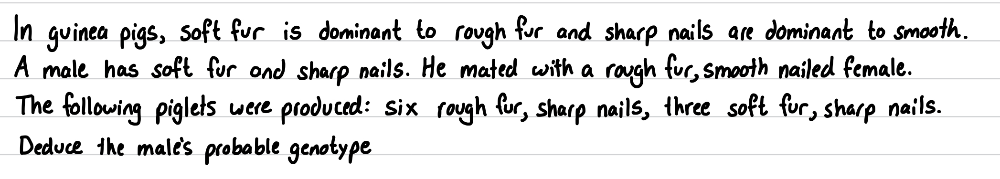 In guinea pigs, soft fur is dominant to rough fur and sharp nails are dominant to smooth.
A male has soft fur and sharp nails. He mated with a rough fur, smooth nailed female.
The following piglets were produced: six rough fur, sharp nails, three soft fur, sharp nails.
Deduce the male's probable genotype